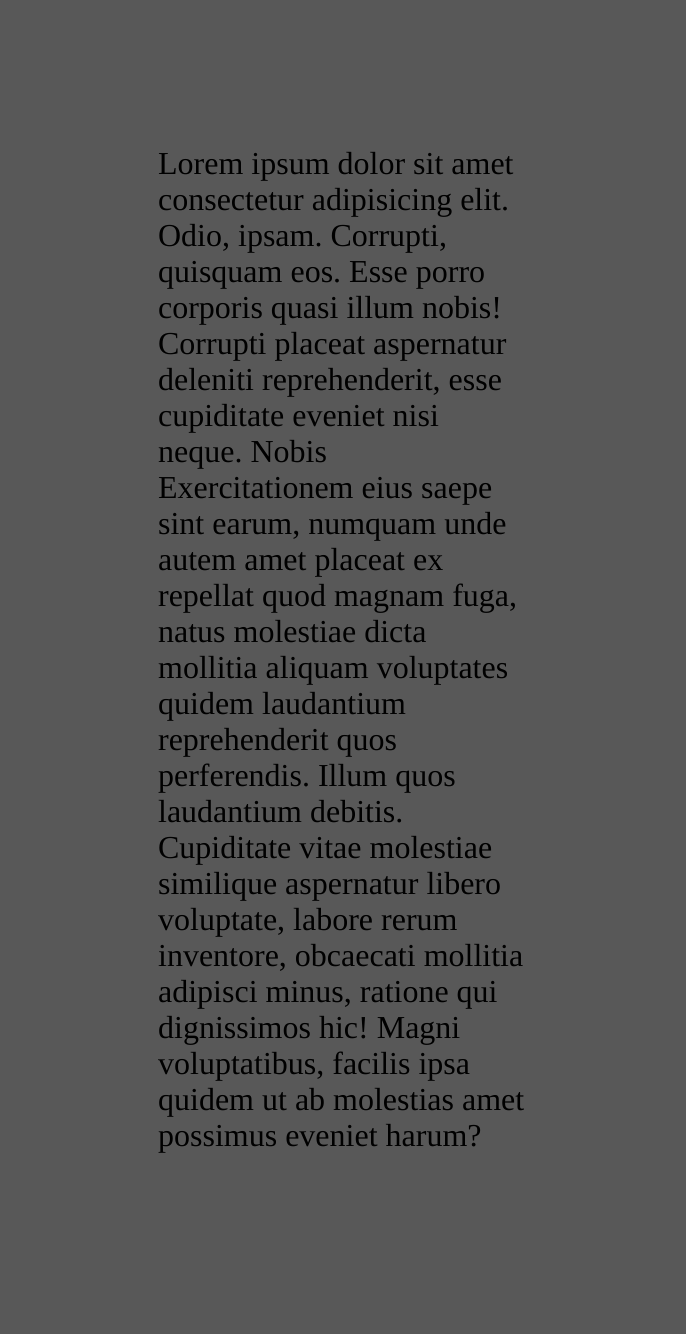 Lorem ipsum dolor sit amet
consectetur adipisicing elit.
Odio, ipsam. Corrupti,
quisquam eos. Esse porro
corporis quasi illum nobis!
Corrupti placeat aspernatur
deleniti reprehenderit, esse
cupiditate eveniet nisi
neque. Nobis
Exercitationem eius saepe
sint earum, numquam unde
autem amet placeat ex
repellat quod magnam fuga,
natus molestiae dicta
mollitia aliquam voluptates
quidem laudantium
reprehenderit quos
perferendis. Illum quos
laudantium debitis.
Cupiditate vitae molestiae
similique aspernatur libero
voluptate, labore rerum
inventore, obcaecati mollitia
adipisci minus, ratione qui
dignissimos hic! Magni
voluptatibus, facilis ipsa
quidem ut ab molestias amet
possimus eveniet harum?